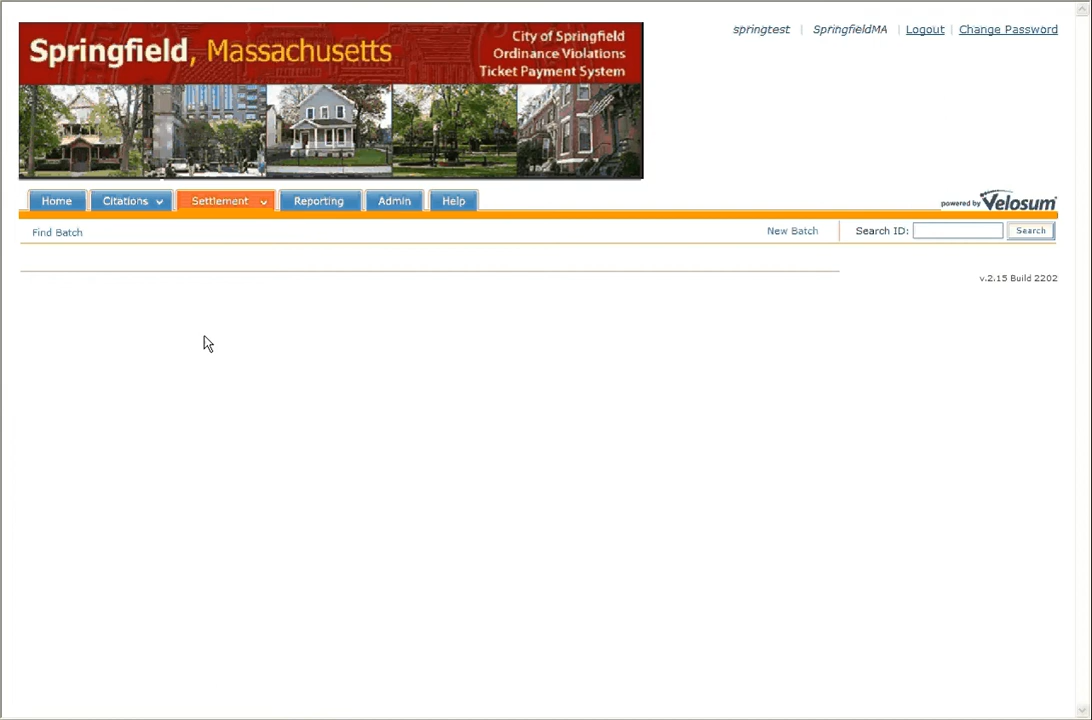 Springfield, Massachusetts
City of Springfield
Ordinance Violations
Ticket Payment System
springtest | SpringfieldMA | Logout | Change Password
Home Citations Settlement Reporting Admin Help
powered by Velosum
Find Batch New Batch Search ID: Search
v.2.15 Build 2202